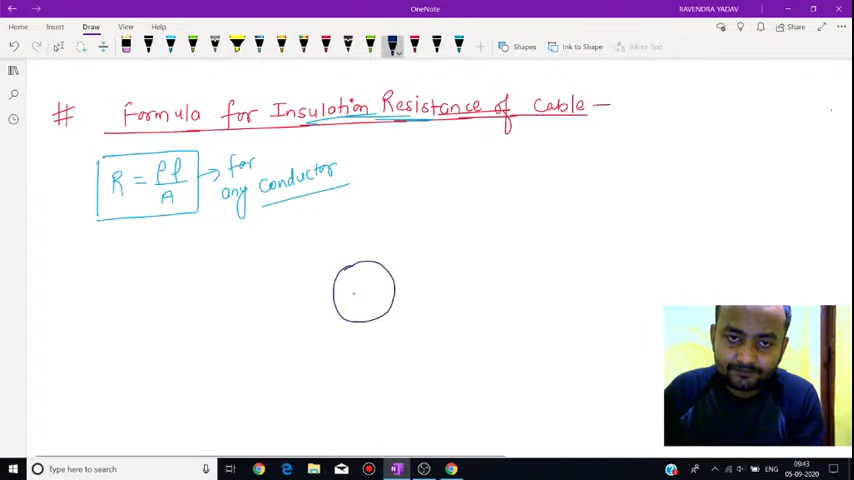 OneNote
RAVENDRA YADAV
Home Insert Draw View Help
Share
Shapes Ink to Shape Ink to Text
# Formula for Insulation Resistance of Cable —
R = ρl/A → for any conductor
Type here to search
ENG
09:43
05-09-2020